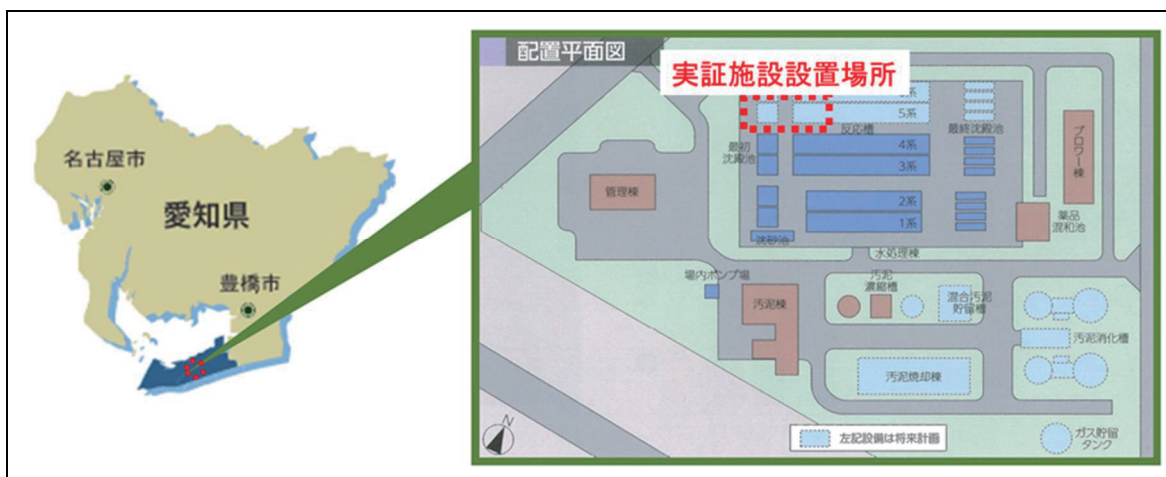 名古屋市
愛知県
豊橋市
配置平面図
実証施設設置場所
5系
反応槽
最終沈殿池
最初
沈殿池
4系
3系
ブロワー棟
管理棟
2系
1系
沈砂池
薬品
混和池
水処理棟
場内ポンプ場
汚泥
濃縮槽
汚泥棟
混合汚泥
貯留槽
汚泥消化槽
汚泥焼却棟
N
左記設備は将来計画
ガス貯留
タンク